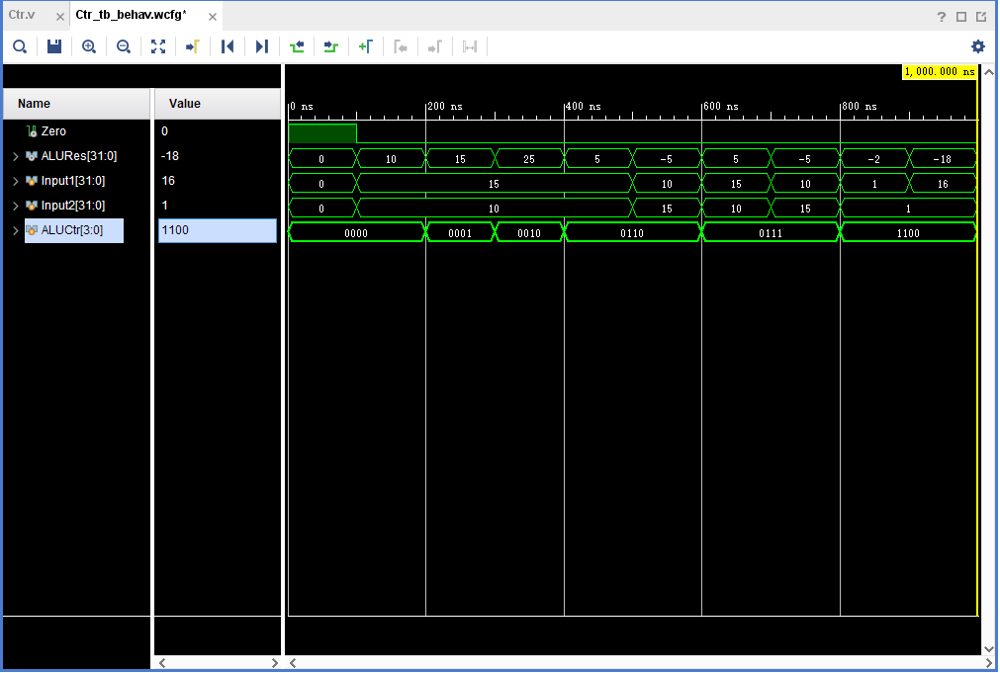 Ctr.v × Ctr_tb_behav.wcfg* × ?
1,000.000 ns
Name Value 0 ns 200 ns 400 ns 600 ns 800 ns
Zero 0
ALURes[31:0] -18 0 10 15 25 5 -5 5 -5 -2 -18
Input1[31:0] 16 0 15 10 15 10 1 16
Input2[31:0] 1 0 10 15 10 15 1
ALUCtr[3:0] 1100 0000 0001 0010 0110 0111 1100